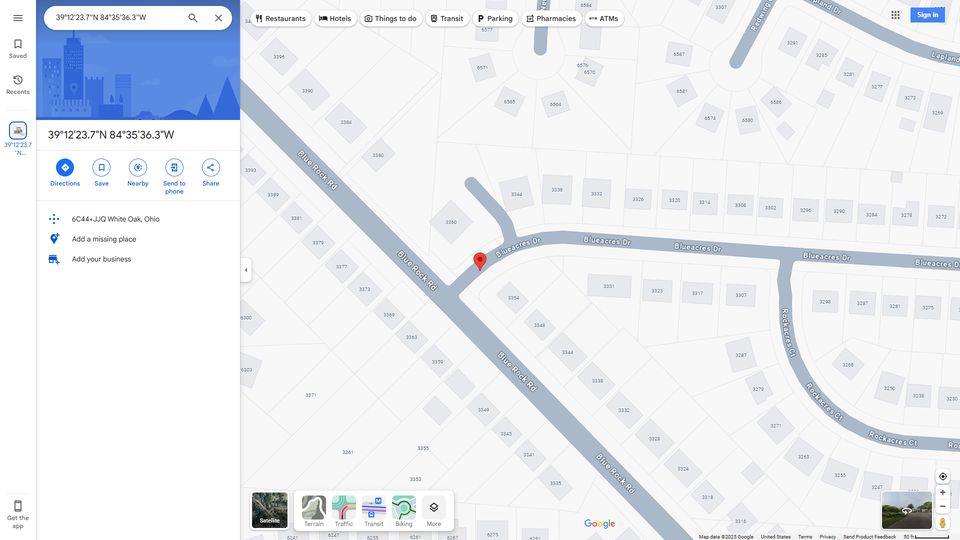 39°12'23.7"N 84°35'36.3"W
Restaurants
Hotels
Things to do
Transit
Parking
Pharmacies
ATMs
Sign in
Saved
Recents
39°12'23.7
"N...
39°12'23.7"N 84°35'36.3"W
Directions
Save
Nearby
Send to
phone
Share
6C44+JJQ White Oak, Ohio
Add a missing place
Add your business
Get the
app
Satellite
Terrain
Traffic
Transit
Biking
More
Google
Map data ©2025 Google
United States
Terms
Privacy
Send Product Feedback
50 ft
Blue Rock Rd
Blue Rock Rd
Blue Rock Rd
Blue Rock Rd
Blueacres Dr
Blueacres Dr
Blueacres Dr
Blueacres Dr
Blueacres D
Rockacres Ct
Rockacres Ct
Rockacres Ct
Lapland
6577
6584
6571
6576
6570
6565
6564
6587
6581
6574
6580
6586
3291
3285
3281
3277
3273
3269
3396
3390
3384
3380
3393
3389
3381
3379
3377
3373
3369
3363
3359
3371
3349
3345
3341
3335
3355
3353
3361
6300
6303
3360
3344
3338
3332
3326
3320
3314
3308
3302
3296
3290
3284
3278
3272
3354
3348
3344
3338
3332
3328
3324
3318
3316
3331
3323
3317
3307
3293
3287
3281
3275
3287
3279
3271
3263
3255
3247
3268
3250
3238
3230